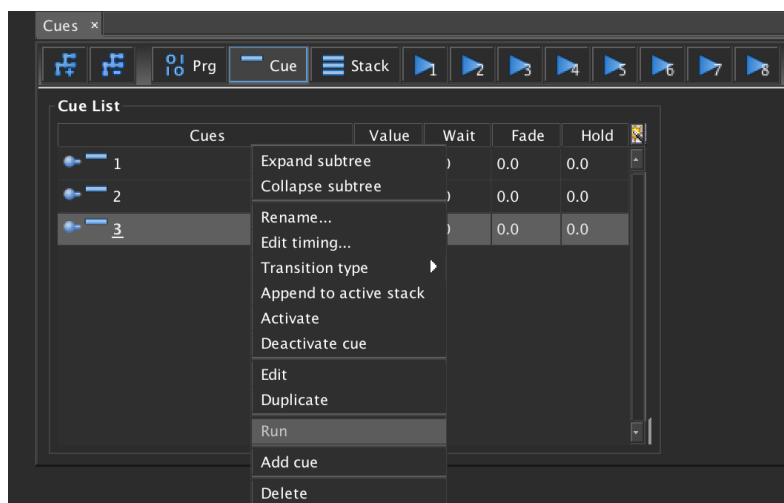 Cues ×
Prg Cue Stack 1 2 3 4 5 6 7 8
Cue List
Cues Value Wait Fade Hold
1 0.0 0.0
2 0.0 0.0
3 0.0 0.0
Expand subtree
Collapse subtree
Rename...
Edit timing...
Transition type
Append to active stack
Activate
Deactivate cue
Edit
Duplicate
Run
Add cue
Delete